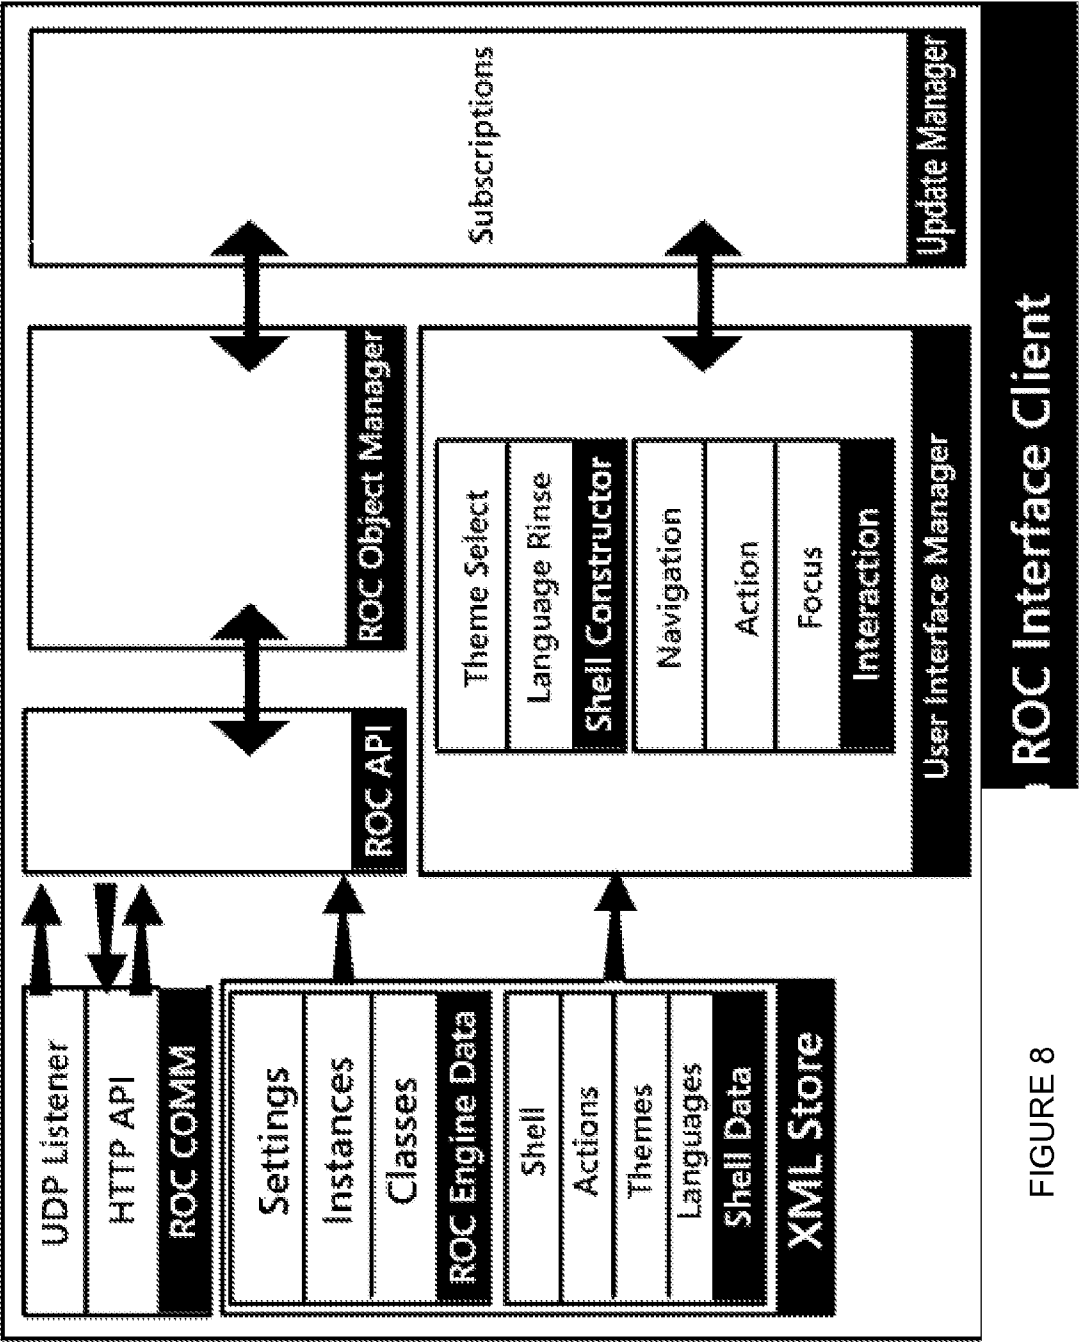 UDP Listener
HTTP API
ROC COMM
Settings
Instances
Classes
ROC Engine Data
Shell
Actions
Themes
Languages
Shell Data
XML Store
ROC API
ROC Object Manager
Theme Select
Language Rinse
Shell Constructor
Navigation
Action
Focus
Interaction
User Interface Manager
Subscriptions
Update Manager
ROC Interface Client
FIGURE 8